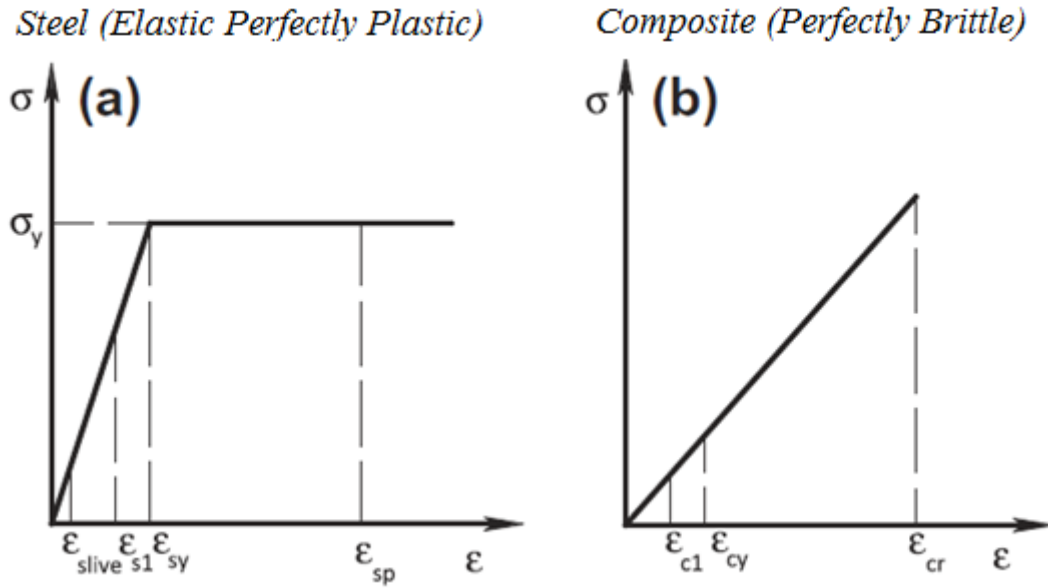 Steel (Elastic Perfectly Plastic)
Composite (Perfectly Brittle)
σ (a)
σ (b)
σy
εslive εs1 εsy εsp ε
εc1 εcy εcr ε